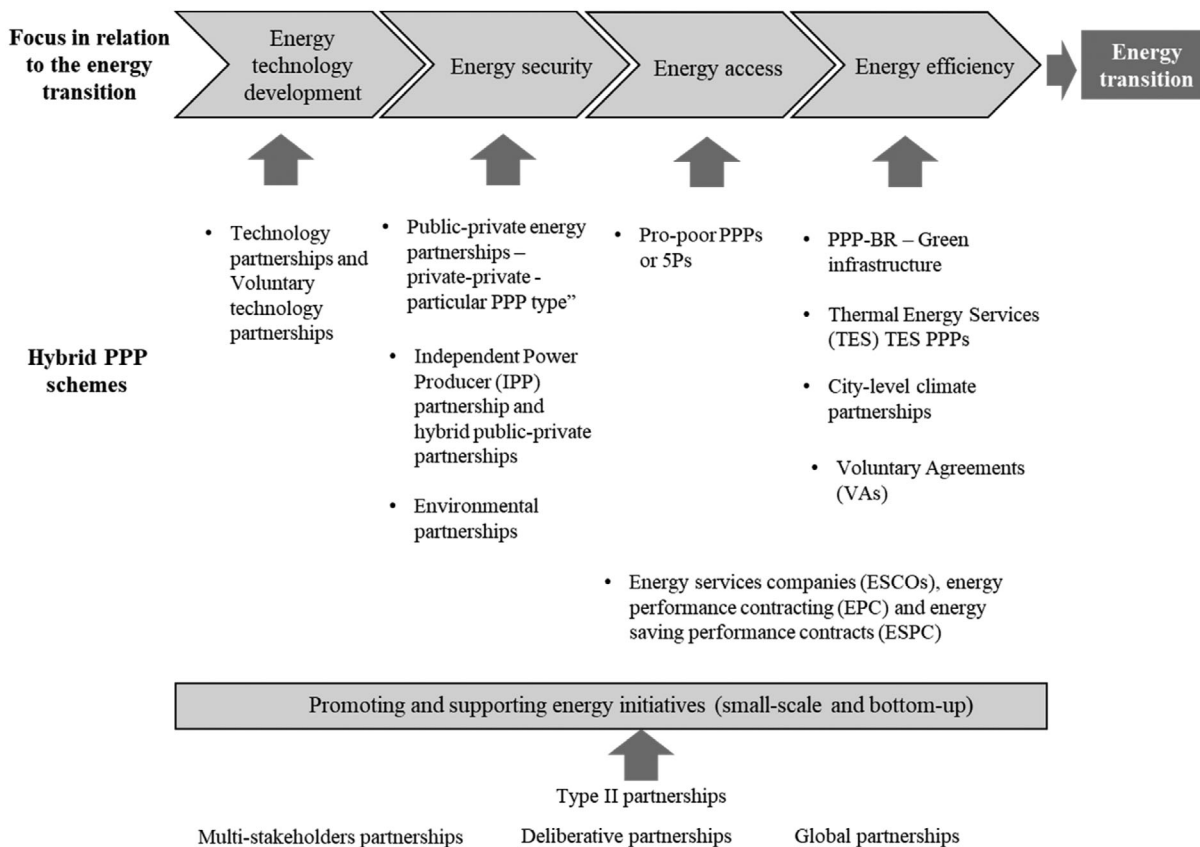 Focus in relation
to the energy
transition
Energy
technology
development
Energy security
Energy access
Energy efficiency
Energy
transition
Hybrid PPP
schemes
• Technology
partnerships and
Voluntary
technology
partnerships
• Public-private energy
partnerships –
private-private -
particular PPP type”
• Independent Power
Producer (IPP)
partnership and
hybrid public-private
partnerships
• Environmental
partnerships
• Pro-poor PPPs
or 5Ps
• PPP-BR – Green
infrastructure
• Thermal Energy Services
(TES) TES PPPs
• City-level climate
partnerships
• Voluntary Agreements
(VAs)
• Energy services companies (ESCOs), energy
performance contracting (EPC) and energy
saving performance contracts (ESPC)
Promoting and supporting energy initiatives (small-scale and bottom-up)
Type II partnerships
Multi-stakeholders partnerships
Deliberative partnerships
Global partnerships